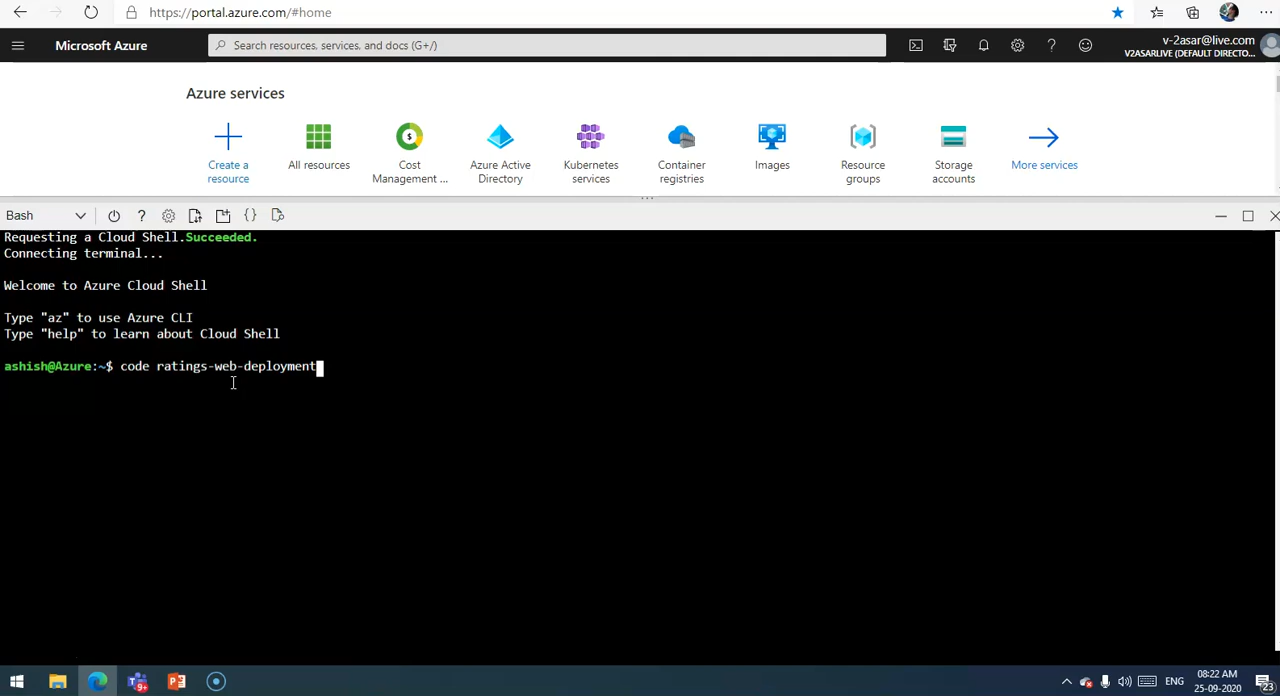 https://portal.azure.com/#home
Microsoft Azure
Search resources, services, and docs (G+/)
v-2asar@live.com
V2ASARLIVE (DEFAULT DIRECTO...
Azure services
Create a resource
All resources
Cost Management ...
Azure Active Directory
Kubernetes services
Container registries
Images
Resource groups
Storage accounts
More services
Bash
Requesting a Cloud Shell.Succeeded.
Connecting terminal...
Welcome to Azure Cloud Shell
Type "az" to use Azure CLI
Type "help" to learn about Cloud Shell
ashish@Azure:~$ code ratings-web-deployment
ENG
08:22 AM
25-09-2020
23